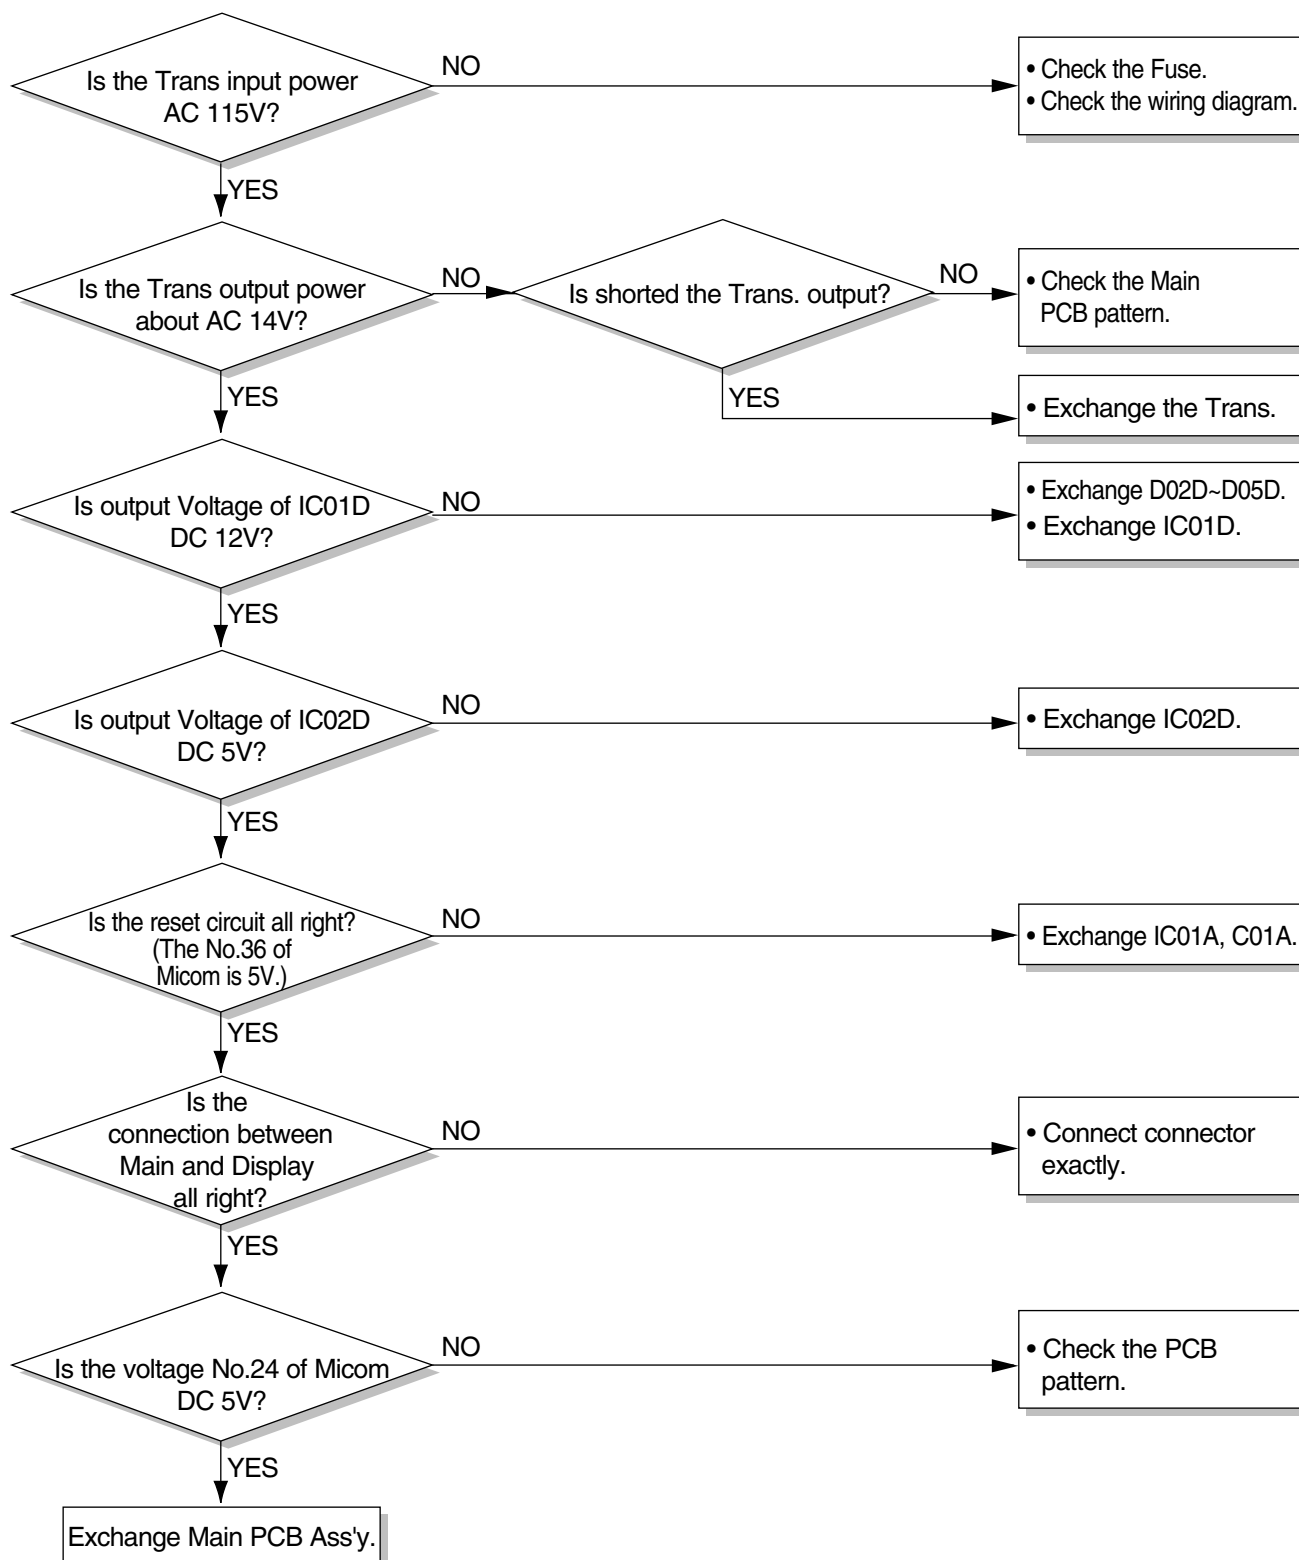 Is the Trans input power
AC 115V?
NO
• Check the Fuse.
• Check the wiring diagram.
YES
Is the Trans output power
about AC 14V?
NO
Is shorted the Trans. output?
NO
• Check the Main
PCB pattern.
YES
YES
• Exchange the Trans.
Is output Voltage of IC01D
DC 12V?
NO
• Exchange D02D~D05D.
• Exchange IC01D.
YES
Is output Voltage of IC02D
DC 5V?
NO
• Exchange IC02D.
YES
Is the reset circuit all right?
(The No.36 of
Micom is 5V.)
NO
• Exchange IC01A, C01A.
YES
Is the
connection between
Main and Display
all right?
NO
• Connect connector
exactly.
YES
Is the voltage No.24 of Micom
DC 5V?
NO
• Check the PCB
pattern.
YES
Exchange Main PCB Ass'y.